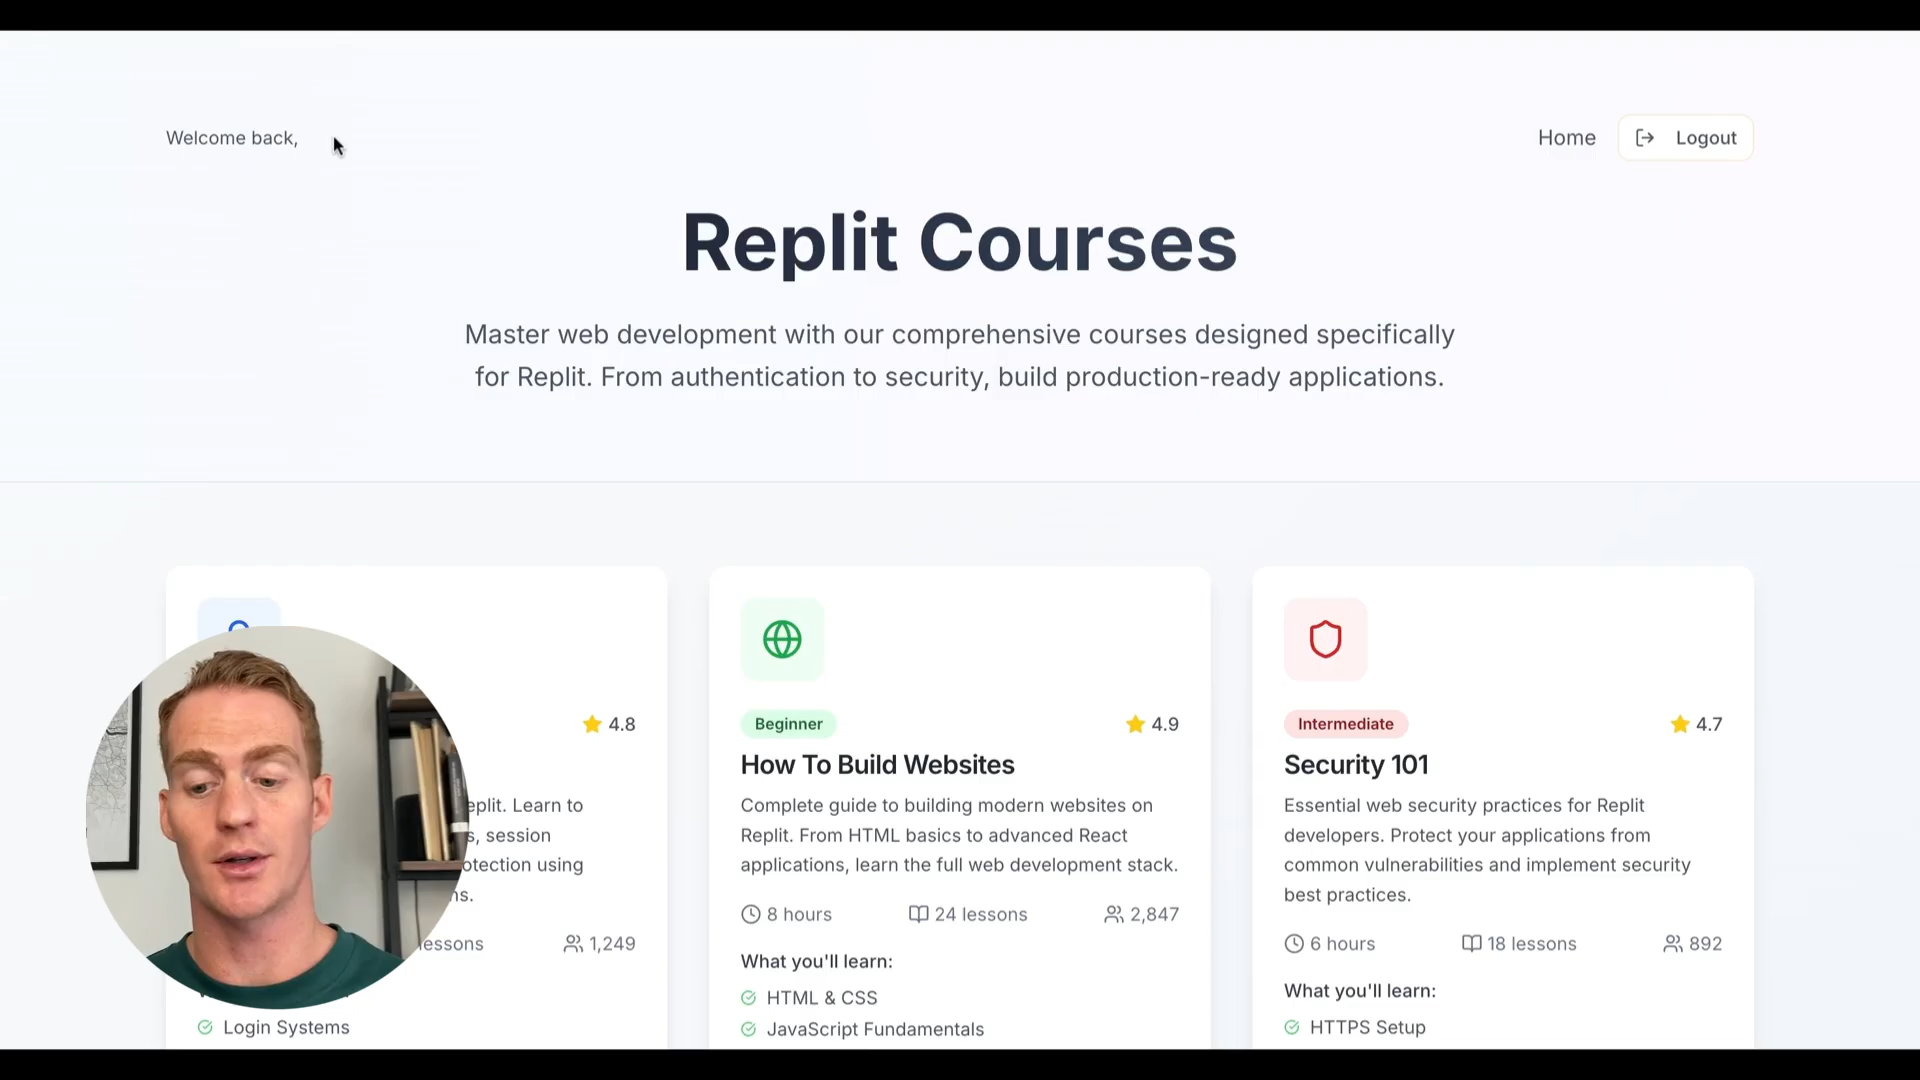 Welcome back,
Home
Logout
Replit Courses
Master web development with our comprehensive courses designed specifically
for Replit. From authentication to security, build production-ready applications.
4.8
Learn to
session
using
lessons
1,249
Login Systems
Beginner
4.9
How To Build Websites
Complete guide to building modern websites on
Replit. From HTML basics to advanced React
applications, learn the full web development stack.
8 hours
24 lessons
2,847
What you'll learn:
HTML & CSS
JavaScript Fundamentals
Intermediate
4.7
Security 101
Essential web security practices for Replit
developers. Protect your applications from
common vulnerabilities and implement security
best practices.
6 hours
18 lessons
892
What you'll learn:
HTTPS Setup